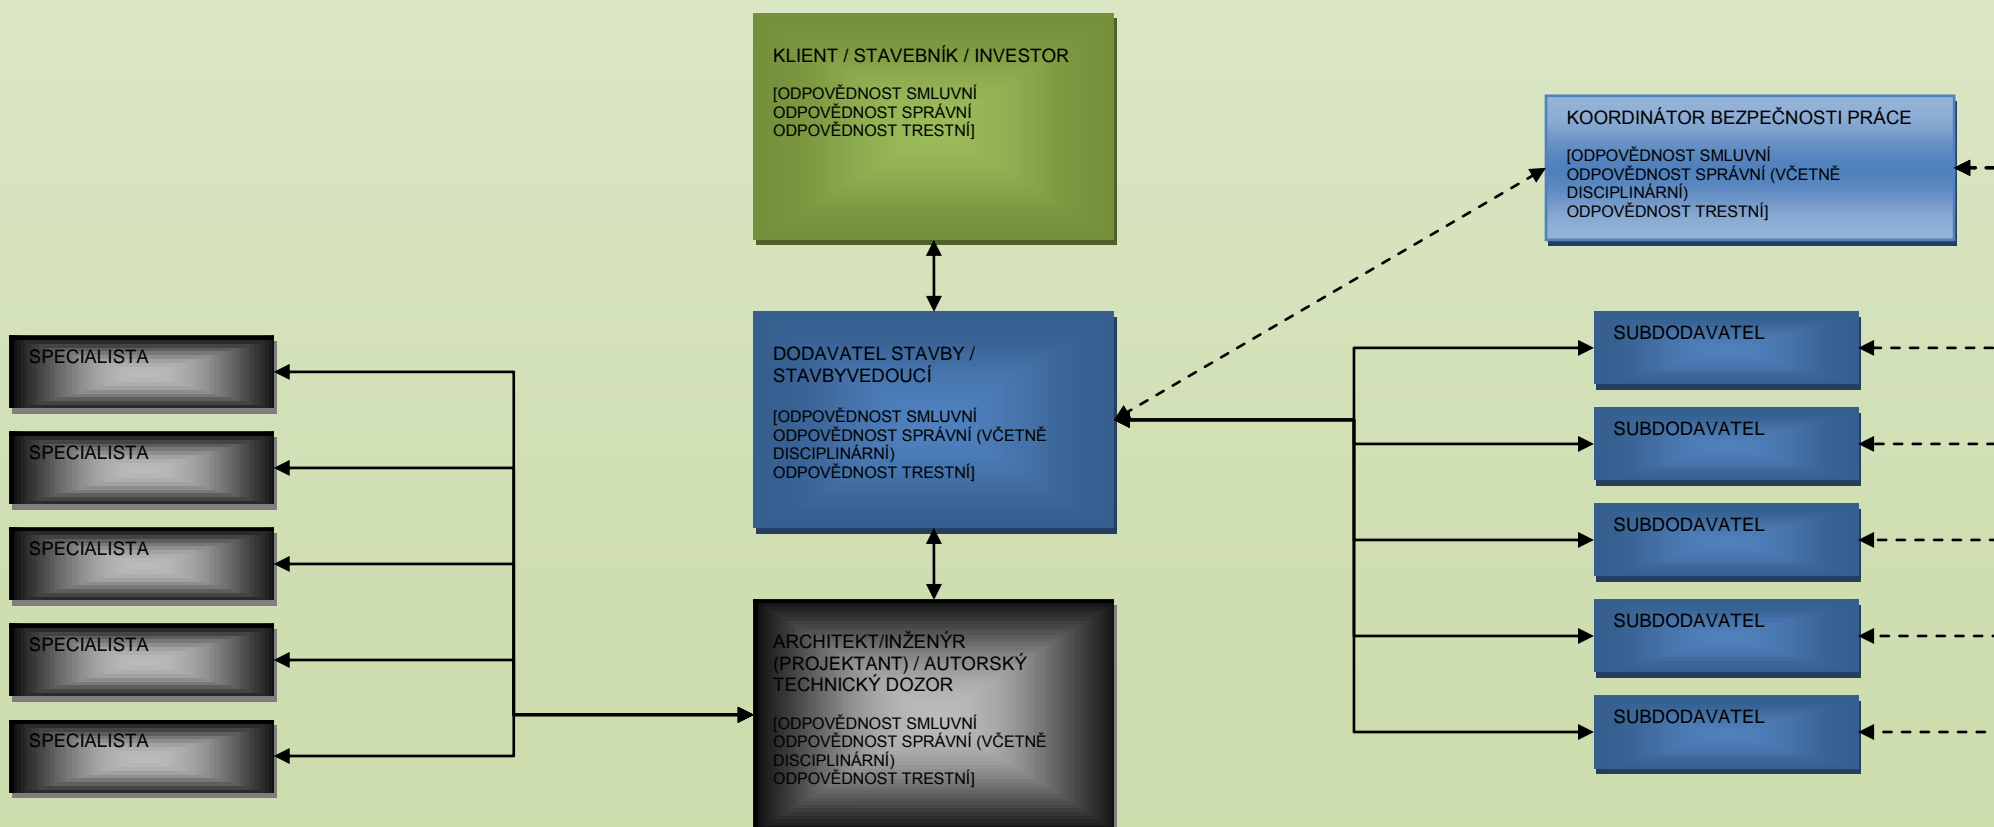 KLIENT / STAVEBNÍK / INVESTOR
[ODPOVĚDNOST SMLUVNÍ
ODPOVĚDNOST SPRÁVNÍ
ODPOVĚDNOST TRESTNÍ]
KOORDINÁTOR BEZPEČNOSTI PRÁCE
[ODPOVĚDNOST SMLUVNÍ
ODPOVĚDNOST SPRÁVNÍ (VČETNĚ
DISCIPLINÁRNÍ)
ODPOVĚDNOST TRESTNÍ]
SPECIALISTA
SPECIALISTA
SPECIALISTA
SPECIALISTA
SPECIALISTA
DODAVATEL STAVBY /
STAVBYVEDOUCÍ
[ODPOVĚDNOST SMLUVNÍ
ODPOVĚDNOST SPRÁVNÍ (VČETNĚ
DISCIPLINÁRNÍ)
ODPOVĚDNOST TRESTNÍ]
ARCHITEKT/INŽENÝR
(PROJEKTANT) / AUTORSKÝ
TECHNICKÝ DOZOR
[ODPOVĚDNOST SMLUVNÍ
ODPOVĚDNOST SPRÁVNÍ (VČETNĚ
DISCIPLINÁRNÍ)
ODPOVĚDNOST TRESTNÍ]
SUBDODAVATEL
SUBDODAVATEL
SUBDODAVATEL
SUBDODAVATEL
SUBDODAVATEL